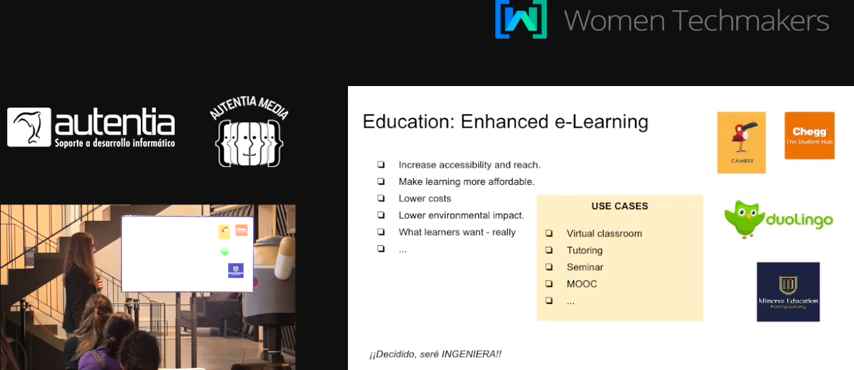 Women Techmakers
autentia
Soporte a desarrollo informático
AUTENTIA MEDIA
Education: Enhanced e-Learning
❑ Increase accessibility and reach.
❑ Make learning more affordable.
❑ Lower costs
❑ Lower environmental impact.
❑ What learners want - really
❑ ...
USE CASES
❑ Virtual classroom
❑ Tutoring
❑ Seminar
❑ MOOC
❑ ...
CAMBLY
Chegg
The Student Hub
duolingo
Minerva Education
¡¡Decidido, seré INGENIERA!!